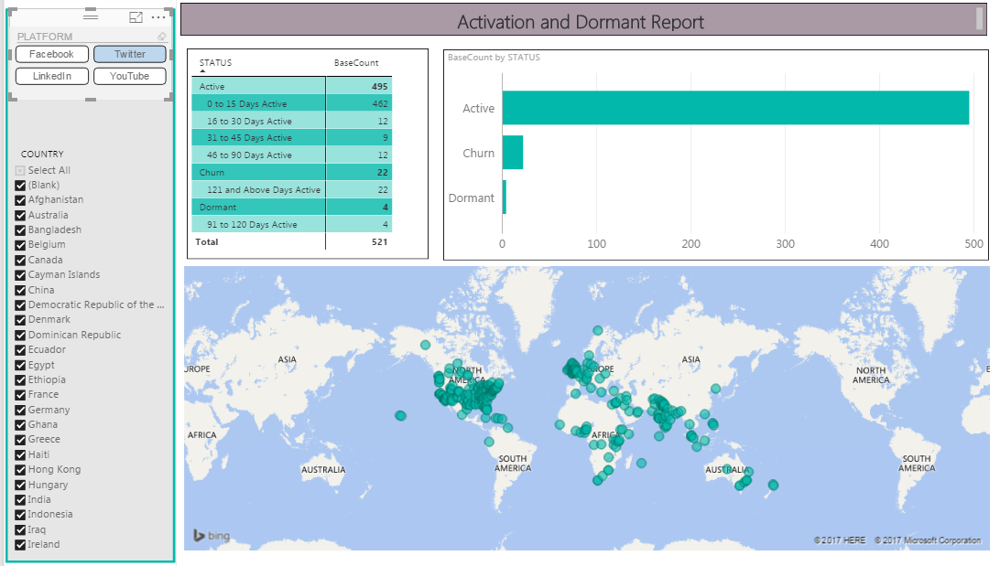 Activation and Dormant Report
PLATFORM
Facebook Twitter
LinkedIn YouTube
COUNTRY
Select All
(Blank)
Afghanistan
Australia
Bangladesh
Belgium
Canada
Cayman Islands
China
Democratic Republic of the ...
Denmark
Dominican Republic
Ecuador
Egypt
Ethiopia
France
Germany
Ghana
Greece
Haiti
Hong Kong
Hungary
India
Indonesia
Iraq
Ireland
STATUS BaseCount
Active 495
0 to 15 Days Active 462
16 to 30 Days Active 12
31 to 45 Days Active 9
46 to 90 Days Active 12
Churn 22
121 and Above Days Active 22
Dormant 4
91 to 120 Days Active 4
Total 521
BaseCount by STATUS
Active
Churn
Dormant
0 100 200 300 400 500
UROPE
ASIA
NORTH
AMERICA
ROPE
ASIA
NORTH
AMERICA
E
AFRICA
AFRICA
AUSTRALIA
SOUTH
AMERICA
AUSTRALIA
SOUTH
AMERICA
bing
© 2017 HERE © 2017 Microsoft Corporation